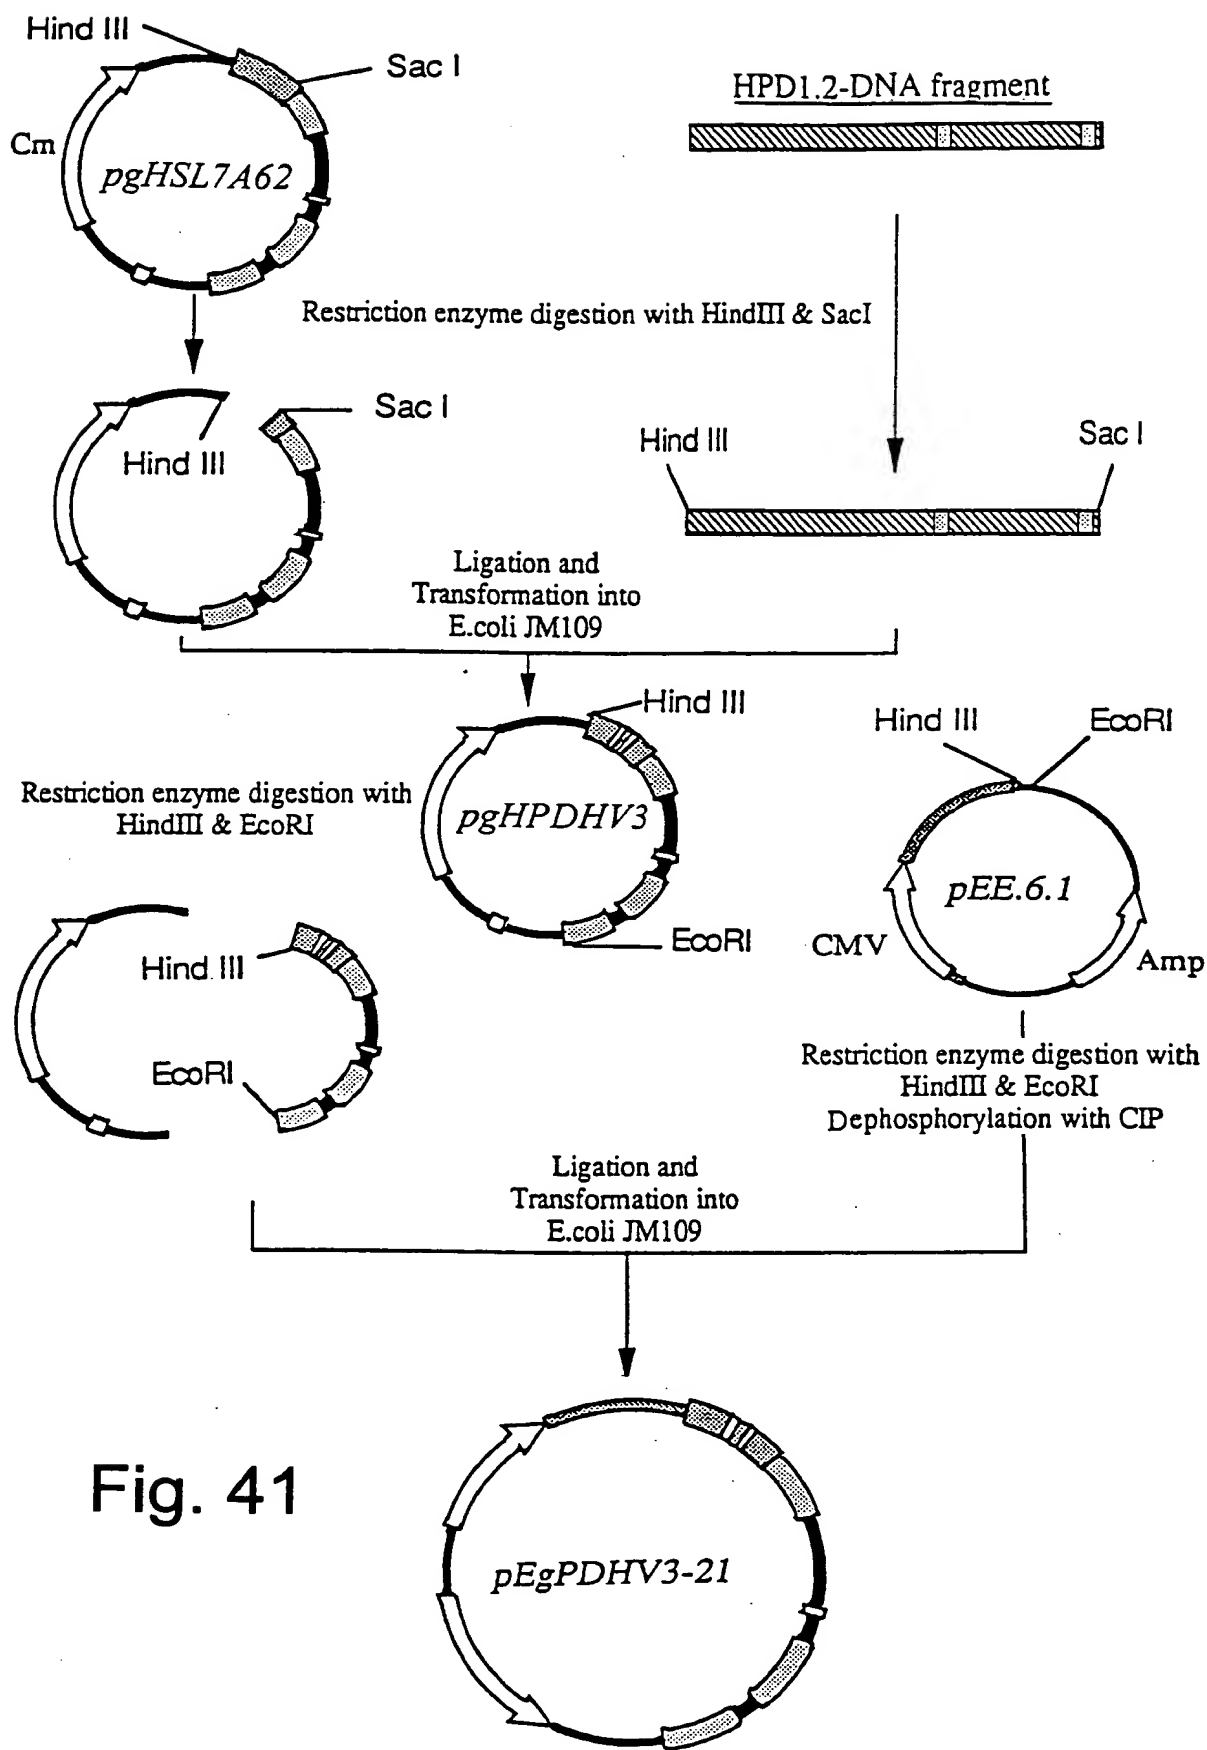 Hind III
Sac I
HPD1.2-DNA fragment
Cm
pgHSL7A62
Restriction enzyme digestion with HindIII & SacI
Sac I
Hind III
Hind III
Sac I
Ligation and
Transformation into
E.coli JM109
Hind III
Hind III
EcoRI
Restriction enzyme digestion with
HindIII & EcoRI
pgHPDHV3
pEE.6.1
CMV
Amp
EcoRI
Hind III
EcoRI
Restriction enzyme digestion with
HindIII & EcoRI
Dephosphorylation with CIP
Ligation and
Transformation into
E.coli JM109
Fig. 41
pEgPDHV3-21